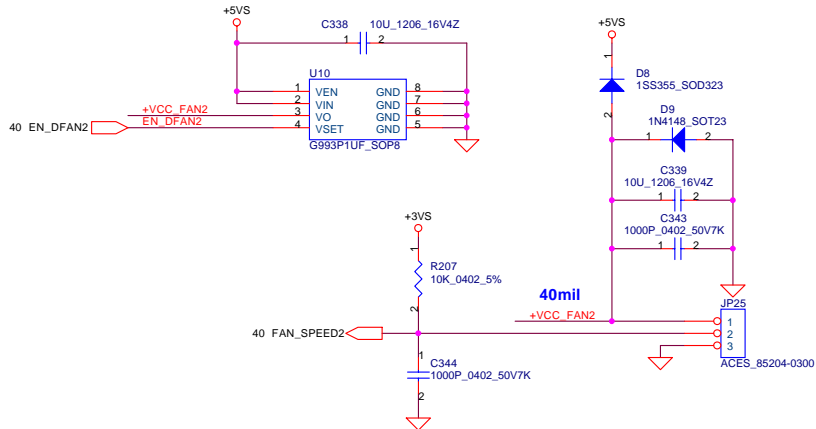 +5VS
C338 10U_1206_16V4Z
1 2
U10
1 VEN GND 8
2 VIN GND 7
+VCC_FAN2 3 VO GND 6
40 EN_DFAN2 EN_DFAN2 4 VSET GND 5
G993P1UF_SOP8
+5VS
1
D8
1SS355_SOD323
2
D9
1N4148_SOT23
1 2
C339
10U_1206_16V4Z
1 2
C343
1000P_0402_50V7K
1 2
+3VS
1
R207
10K_0402_5%
2
40mil
+VCC_FAN2
JP25
1
2
3
ACES_85204-0300
40 FAN_SPEED2
1
C344
1000P_0402_50V7K
2